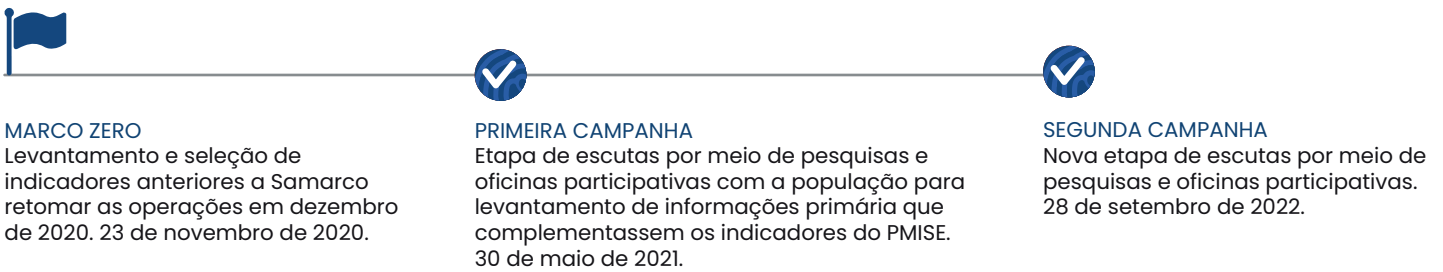 MARCO ZERO
Levantamento e seleção de
indicadores anteriores a Samarco
retomar as operações em dezembro
de 2020. 23 de novembro de 2020.
PRIMEIRA CAMPANHA
Etapa de escutas por meio de pesquisas e
oficinas participativas com a população para
levantamento de informações primária que
complementassem os indicadores do PMISE.
30 de maio de 2021.
SEGUNDA CAMPANHA
Nova etapa de escutas por meio de
pesquisas e oficinas participativas.
28 de setembro de 2022.